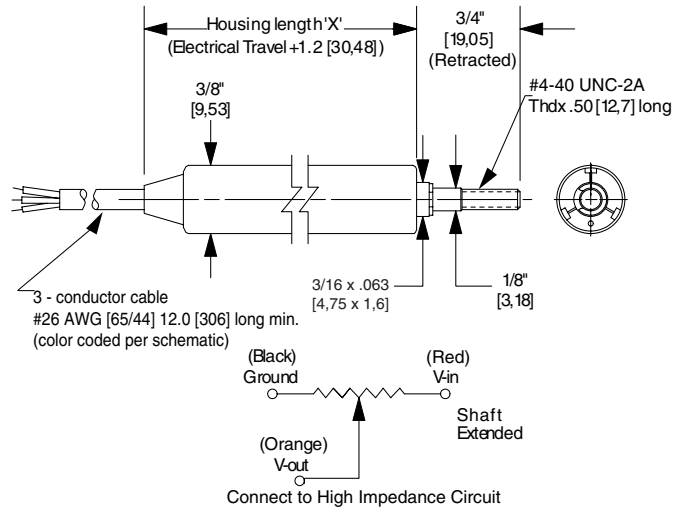 Housing length 'X'
(Electrical Travel +1.2 [30,48])
3/4"
[19,05]
(Retracted)
3/8"
[9,53]
#4-40 UNC-2A
Thdx .50 [12,7] long
3/16 x .063
[4,75 x 1,6]
1/8"
[3,18]
3 - conductor cable
#26 AWG [65/44] 12.0 [306] long min.
(color coded per schematic)
(Black)
Ground
(Red)
V-in
Shaft
Extended
(Orange)
V-out
Connect to High Impedance Circuit